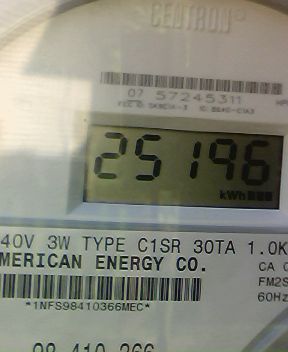 CENTRON®
07 57245311
25196
kWh
40V 3W TYPE C1SR 30TA 1.0K
MERICAN ENERGY CO.
CA 0
FM2S
60Hz
*1NFS98410366MEC*
98 410 366